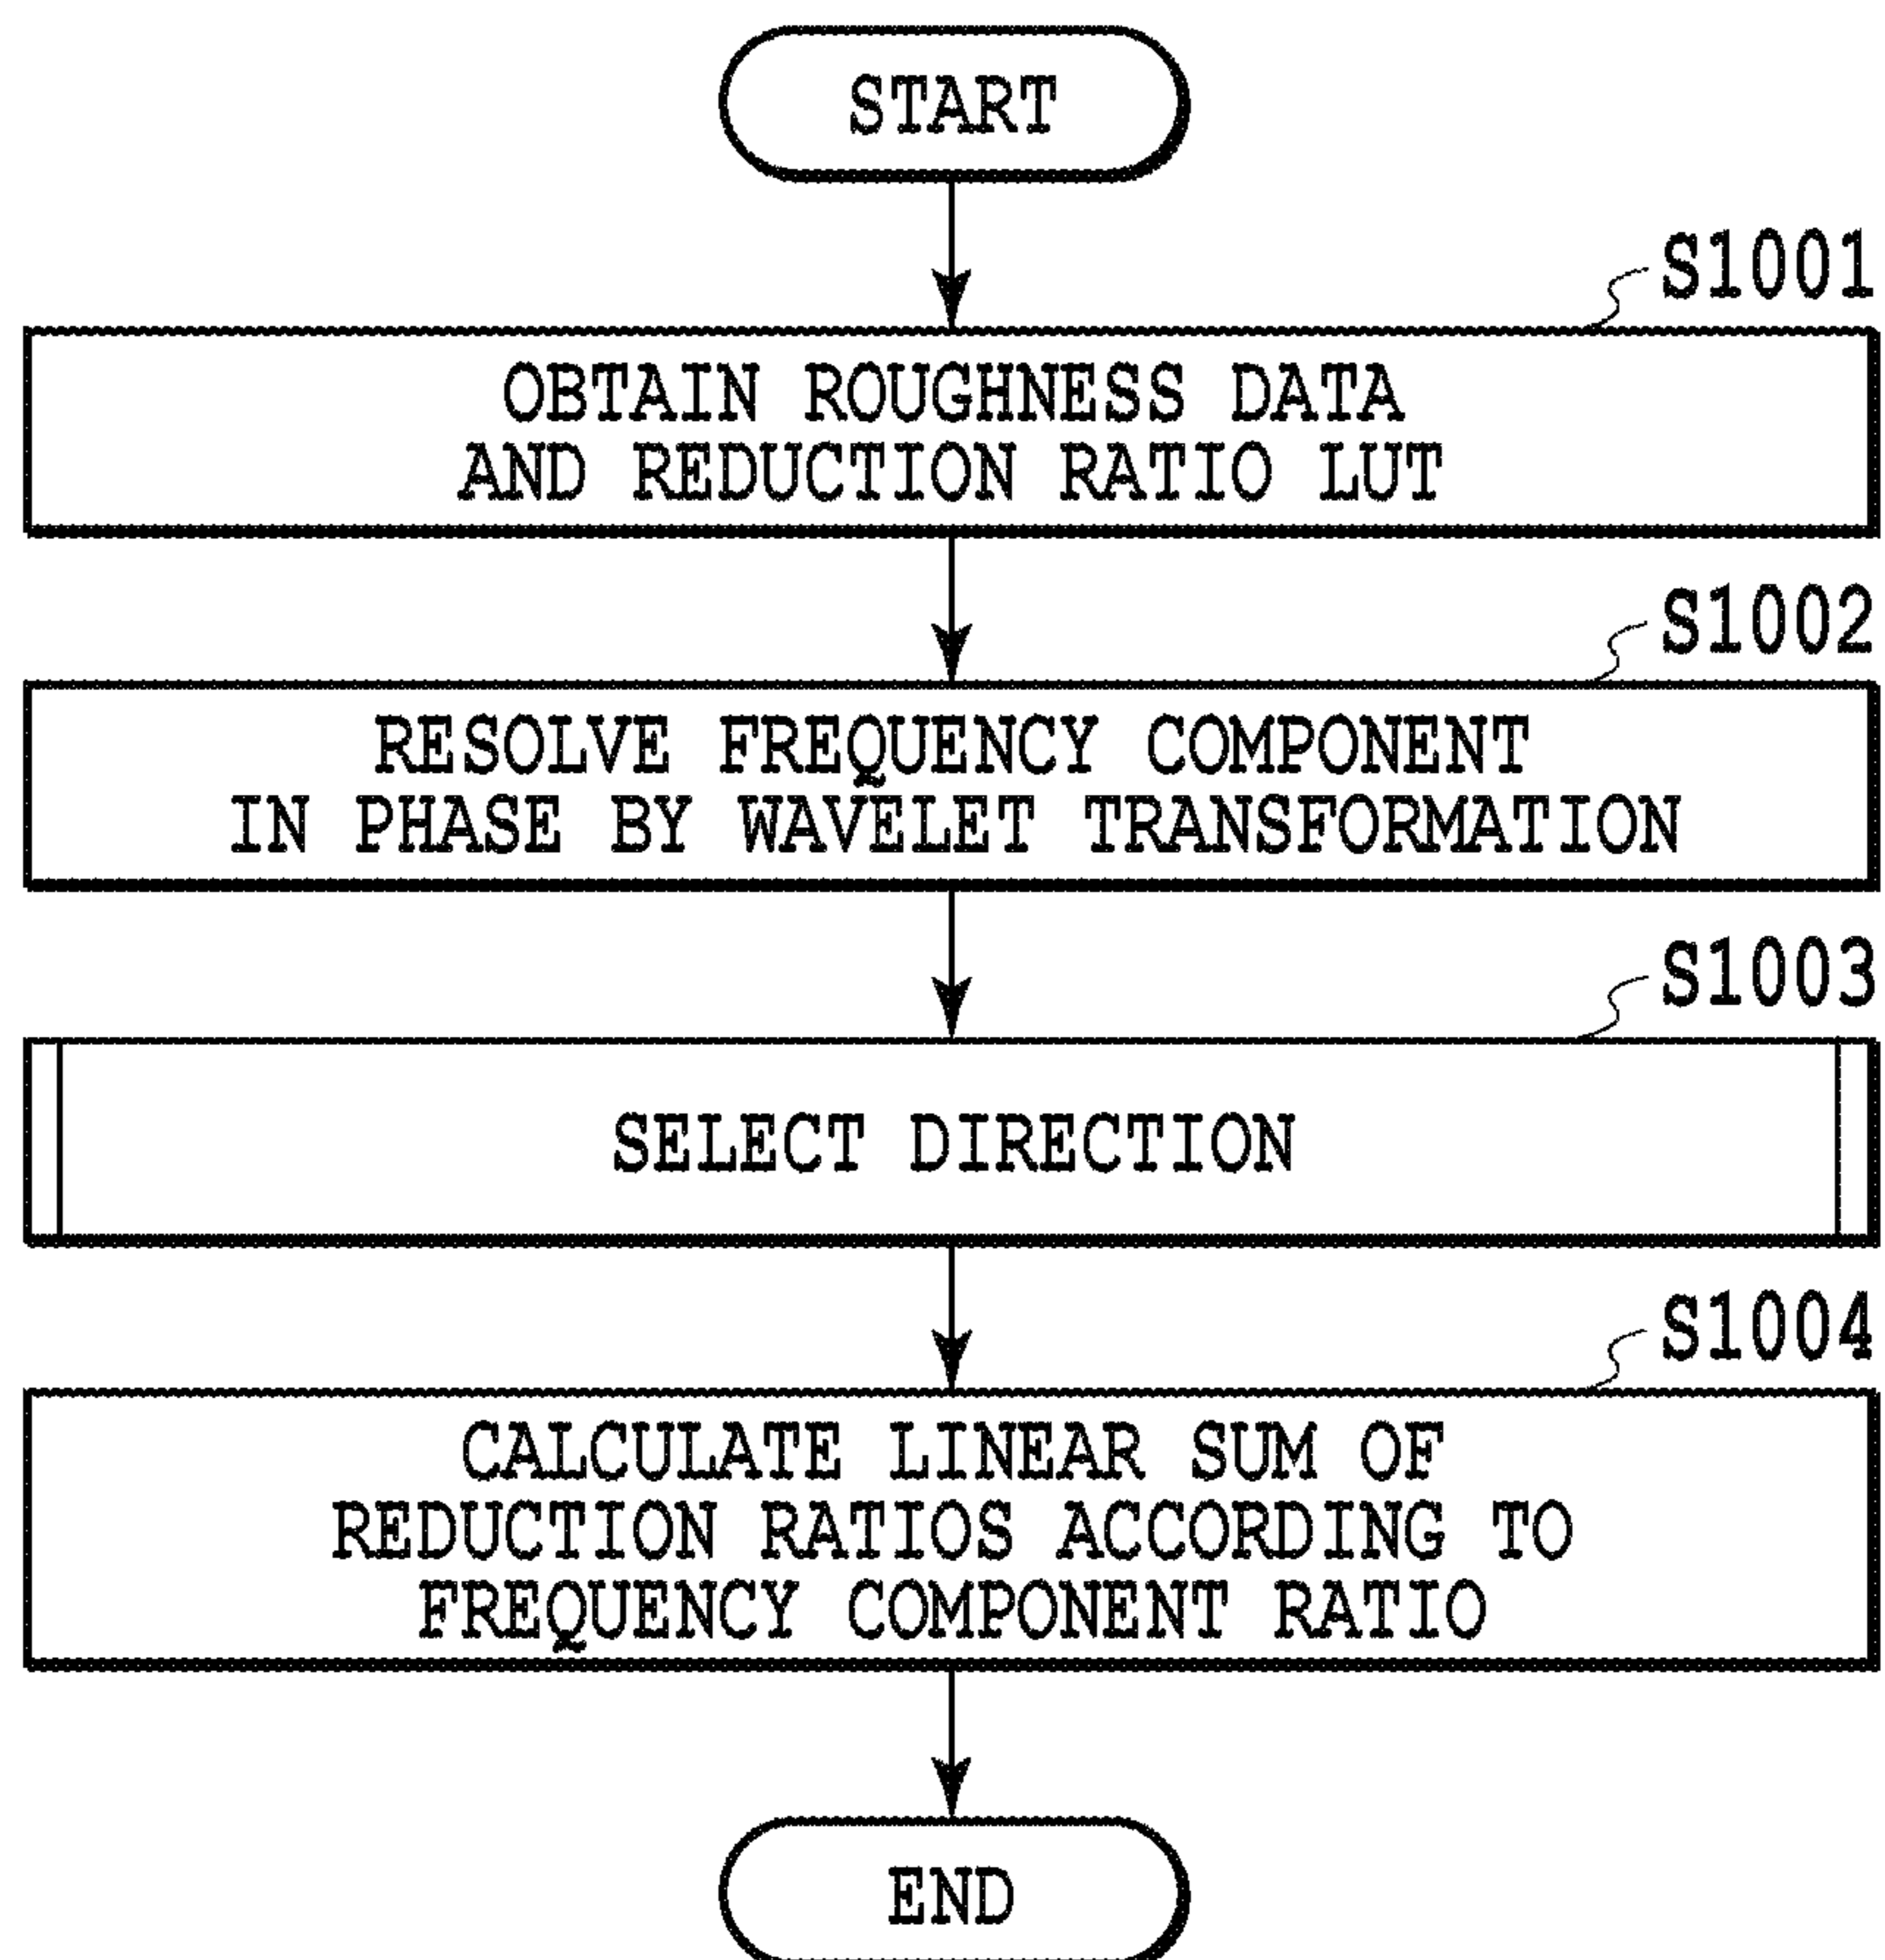 START
S1001
OBTAIN ROUGHNESS DATA
AND REDUCTION RATIO LUT
S1002
RESOLVE FREQUENCY COMPONENT
IN PHASE BY WAVELET TRANSFORMATION
S1003
SELECT DIRECTION
S1004
CALCULATE LINEAR SUM OF
REDUCTION RATIOS ACCORDING TO
FREQUENCY COMPONENT RATIO
END